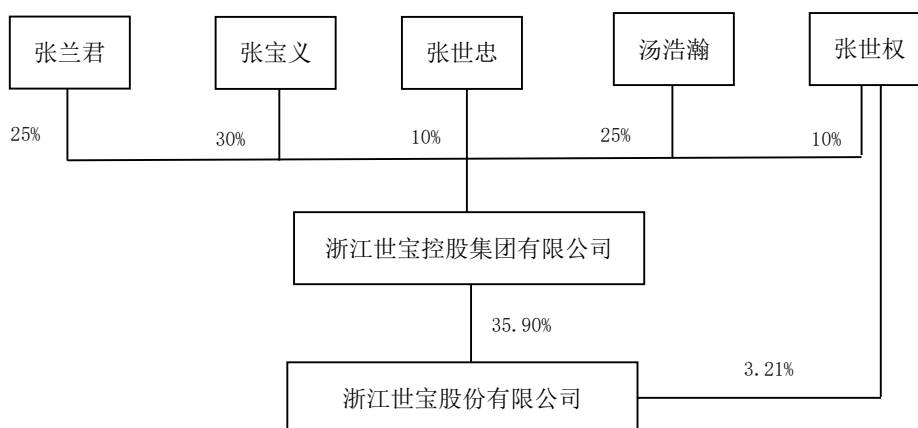 张兰君
张宝义
张世忠
汤浩瀚
张世权
25%
30%
10%
25%
10%
浙江世宝控股集团有限公司
35.90%
3.21%
浙江世宝股份有限公司